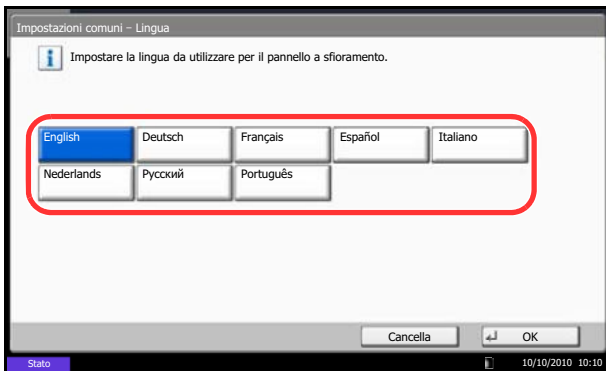 Impostazioni comuni – Lingua
Impostare la lingua da utilizzare per il pannello a sfioramento.
English Deutsch Français Español Italiano
Nederlands Русский Português
Cancella OK
Stato 10/10/2010 10:10